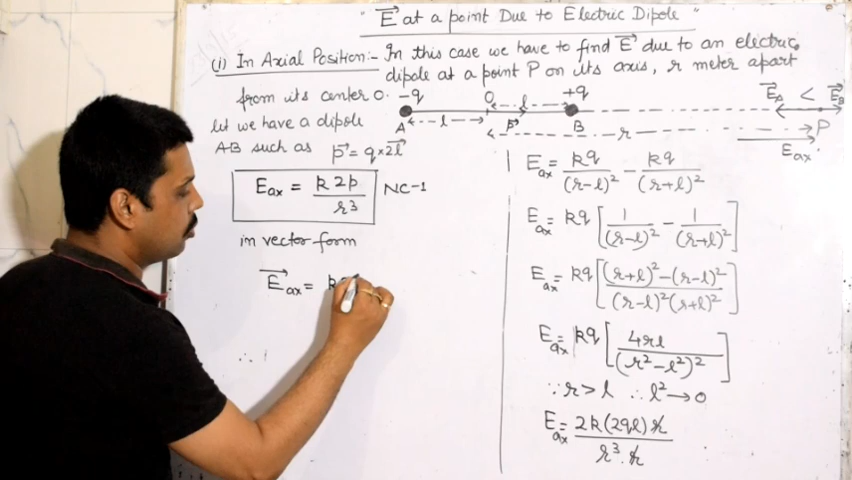 " E⃗ at a point Due to Electric Dipole "
(i) In Axial Position:- In this case we have to find E⃗ due to an electric
dipole at a point P on its axis, r meter apart
from its center O.
-q O l +q E⃗A < E⃗B
A l p⃗ B r P
Eax
let we have a dipole
AB such as p⃗ = q×2l⃗
Eax = k 2p / r³ NC-1
in vector form
E⃗ax = k
∴
Eax = kq/(r-l)² - kq/(r+l)²
Eax = kq [1/(r-l)² - 1/(r+l)²]
Eax = kq [(r+l)²-(r-l)² / (r-l)²(r+l)²]
Eax = kq [4rl / (r²-l²)²]
∵ r > l ∴ l² → 0
Eax = 2k(2ql)r / r³.r